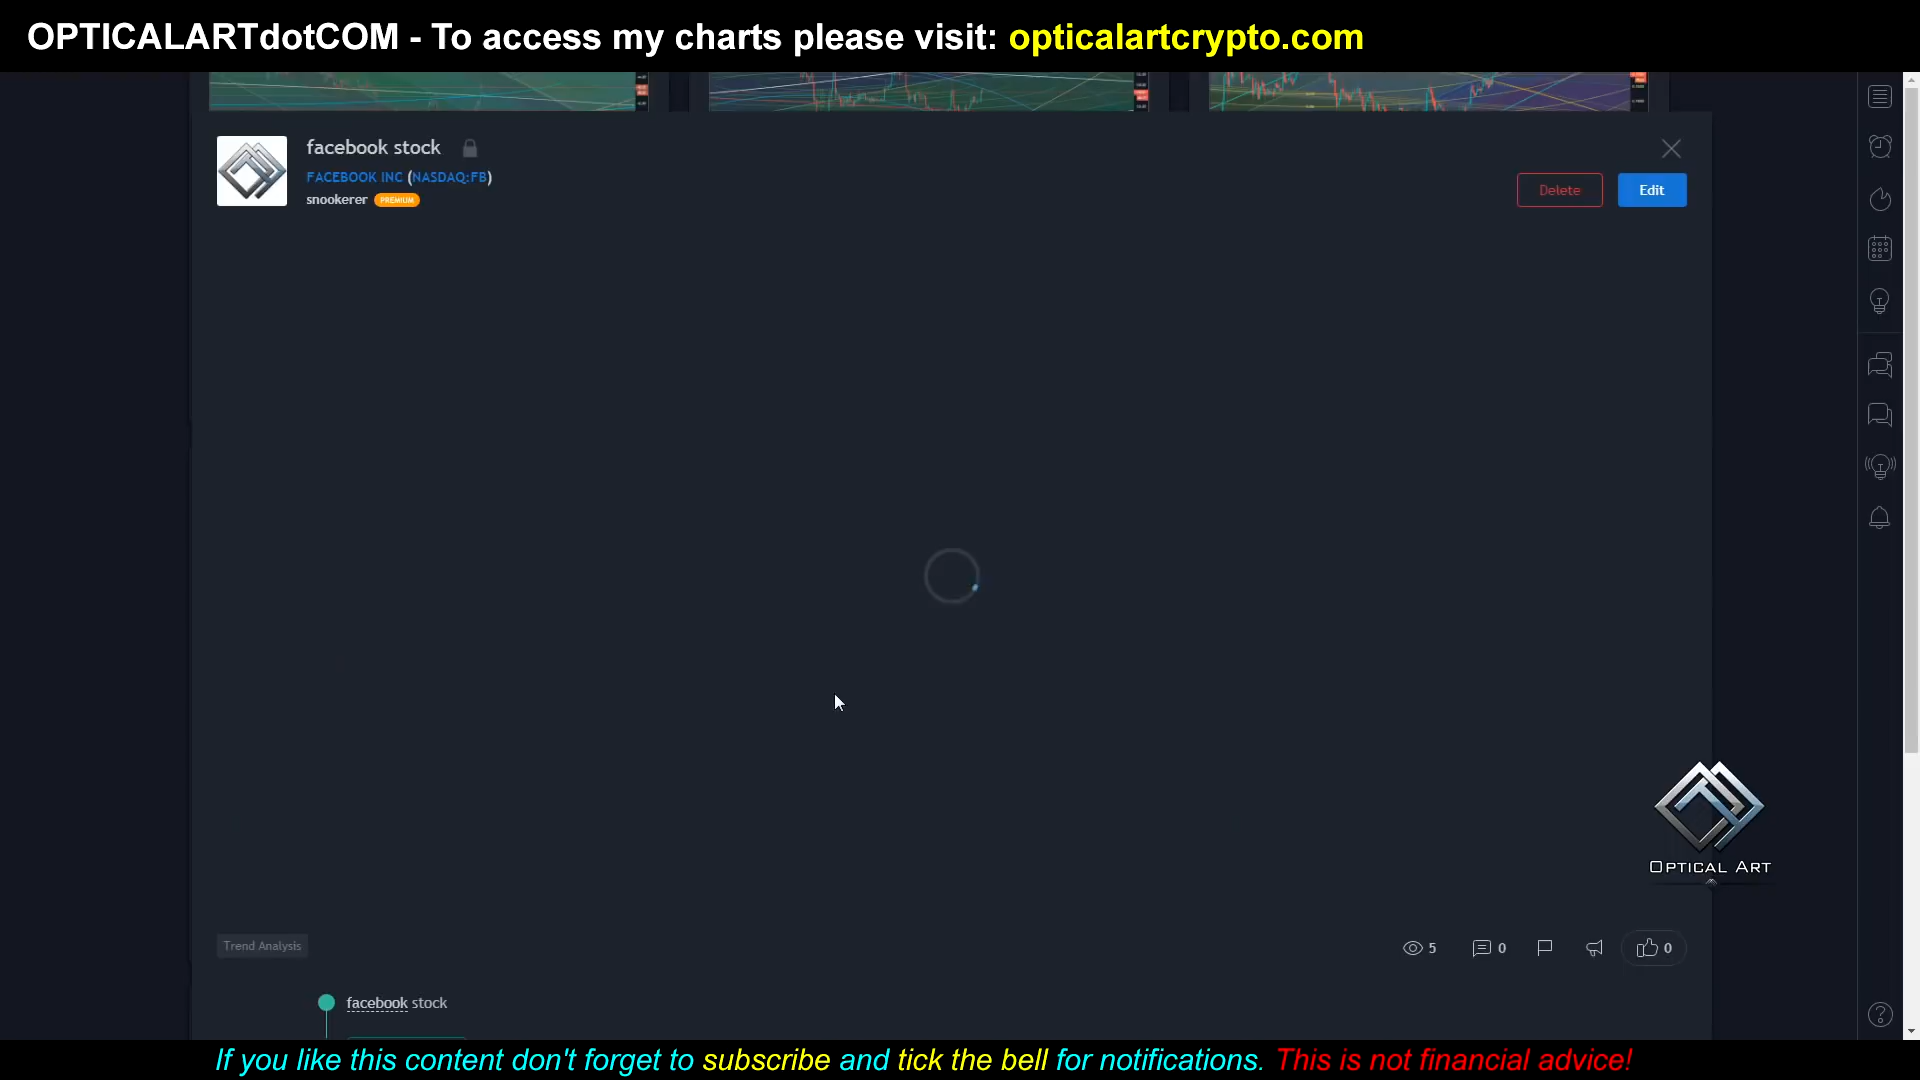 OPTICALARTdotCOM - To access my charts please visit: opticalartcrypto.com
facebook stock
FACEBOOK INC (NASDAQ:FB)
snookerer PREMIUM
Delete
Edit
OPTICAL ART
Trend Analysis
5
0
0
facebook stock
If you like this content don't forget to subscribe and tick the bell for notifications. This is not financial advice!